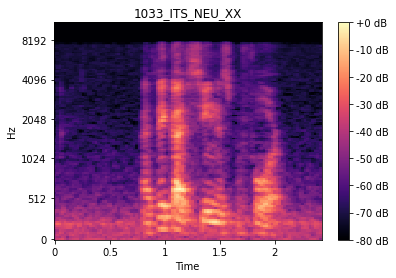 1033_ITS_NEU_XX
8192
4096
2048
1024
512
0
Hz
0
0.5
1
1.5
2
Time
+0 dB
-10 dB
-20 dB
-30 dB
-40 dB
-50 dB
-60 dB
-70 dB
-80 dB